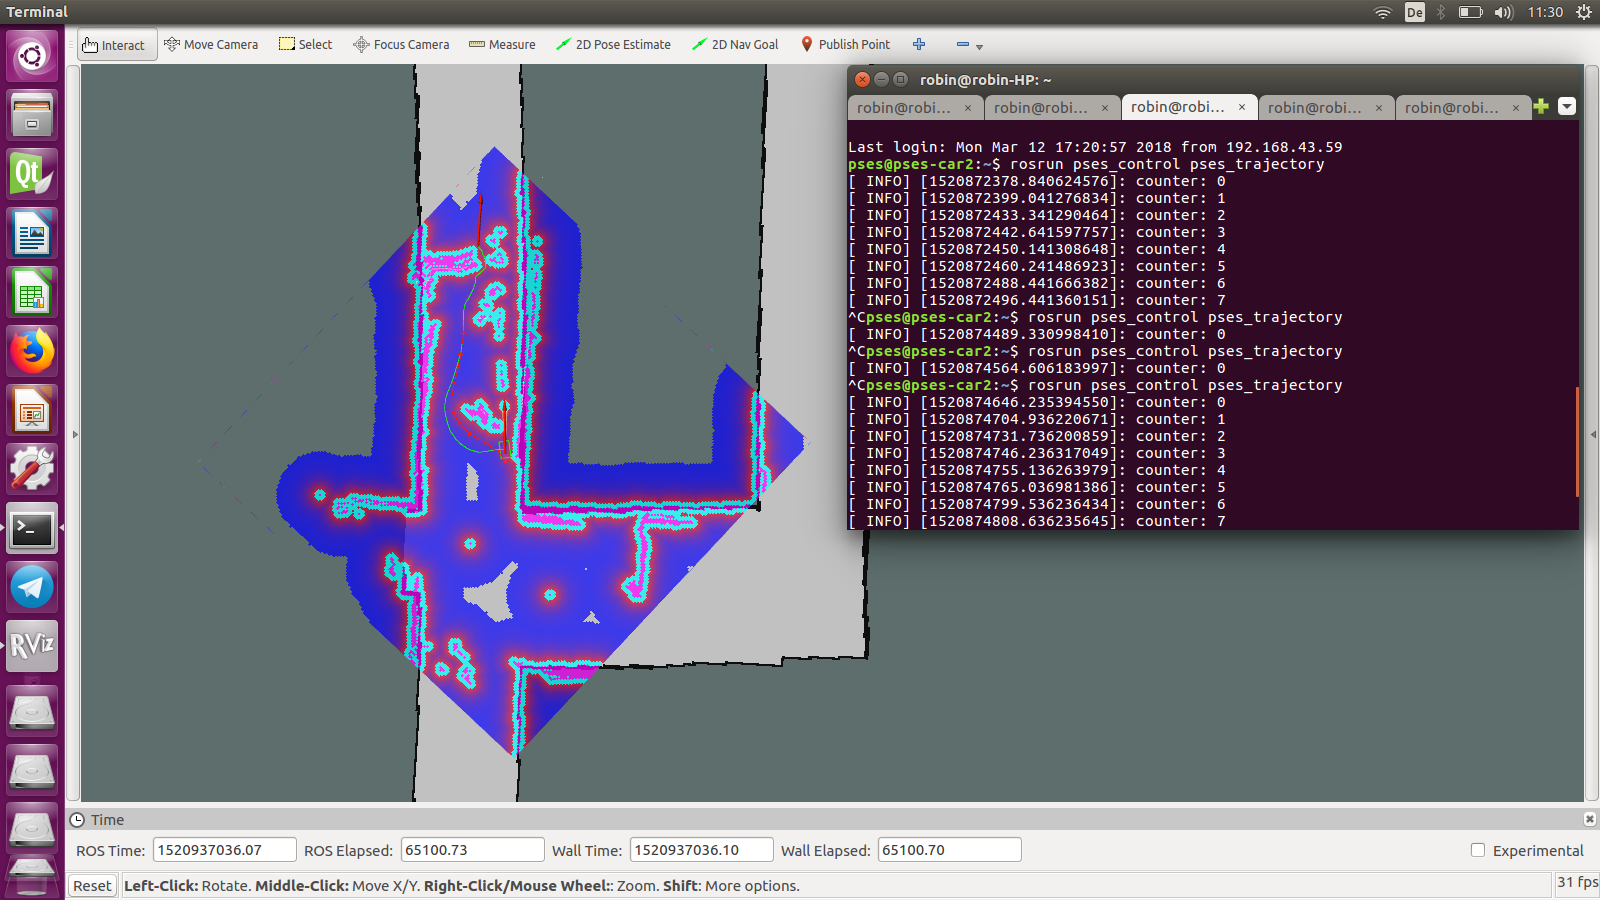 Terminal
De
11:30
Interact
Move Camera
Select
Focus Camera
Measure
2D Pose Estimate
2D Nav Goal
Publish Point
robin@robin-HP: ~
robin@robi...
robin@robi...
robin@robi...
robin@robi...
robin@robi...
Last login: Mon Mar 12 17:20:57 2018 from 192.168.43.59
pses@pses-car2:~$ rosrun pses_control pses_trajectory
[ INFO] [1520872378.840624576]: counter: 0
[ INFO] [1520872399.041276834]: counter: 1
[ INFO] [1520872433.341290464]: counter: 2
[ INFO] [1520872442.641597757]: counter: 3
[ INFO] [1520872450.141308648]: counter: 4
[ INFO] [1520872460.241486923]: counter: 5
[ INFO] [1520872488.441666382]: counter: 6
[ INFO] [1520872496.441360151]: counter: 7
^Cpses@pses-car2:~$ rosrun pses_control pses_trajectory
[ INFO] [1520874489.330998410]: counter: 0
^Cpses@pses-car2:~$ rosrun pses_control pses_trajectory
[ INFO] [1520874564.606183997]: counter: 0
^Cpses@pses-car2:~$ rosrun pses_control pses_trajectory
[ INFO] [1520874646.235394550]: counter: 0
[ INFO] [1520874704.936220671]: counter: 1
[ INFO] [1520874731.736200859]: counter: 2
[ INFO] [1520874746.236317049]: counter: 3
[ INFO] [1520874755.136263979]: counter: 4
[ INFO] [1520874765.036981386]: counter: 5
[ INFO] [1520874799.536236434]: counter: 6
[ INFO] [1520874808.636235645]: counter: 7
Qt
RViz
Time
ROS Time: 1520937036.07 ROS Elapsed: 65100.73 Wall Time: 1520937036.10 Wall Elapsed: 65100.70 Experimental
Reset Left-Click: Rotate. Middle-Click: Move X/Y. Right-Click/Mouse Wheel:: Zoom. Shift: More options. 31 fps